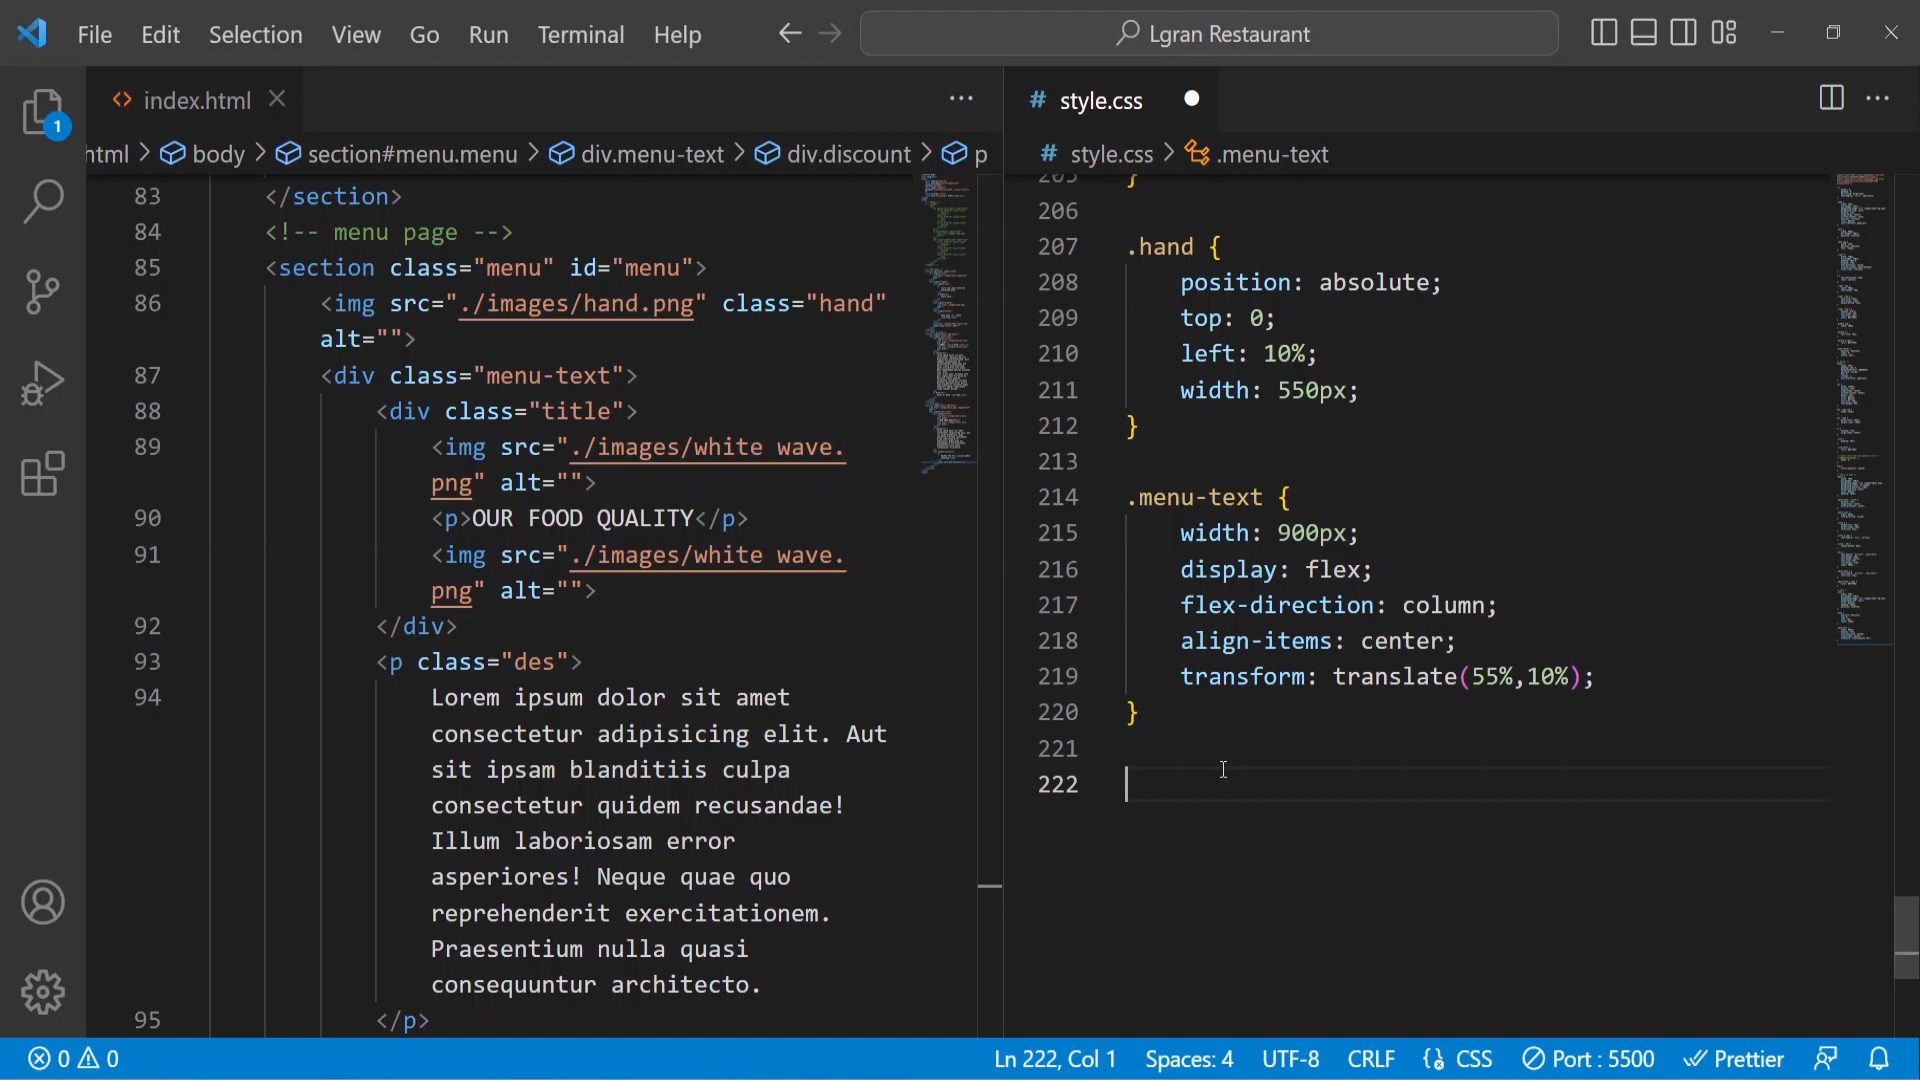 File Edit Selection View Go Run Terminal Help Lgran Restaurant
index.html
html > body > section#menu.menu > div.menu-text > div.discount > p
83 </section>
84 <!-- menu page -->
85 <section class="menu" id="menu">
86 <img src="./images/hand.png" class="hand"
alt="">
87 <div class="menu-text">
88 <div class="title">
89 <img src="./images/white wave.
png" alt="">
90 <p>OUR FOOD QUALITY</p>
91 <img src="./images/white wave.
png" alt="">
92 </div>
93 <p class="des">
94 Lorem ipsum dolor sit amet
consectetur adipisicing elit. Aut
sit ipsam blanditiis culpa
consectetur quidem recusandae!
Illum laboriosam error
asperiores! Neque quae quo
reprehenderit exercitationem.
Praesentium nulla quasi
consequuntur architecto.
95 </p>
# style.css
# style.css > .menu-text
205 }
206
207 .hand {
208 position: absolute;
209 top: 0;
210 left: 10%;
211 width: 550px;
212 }
213
214 .menu-text {
215 width: 900px;
216 display: flex;
217 flex-direction: column;
218 align-items: center;
219 transform: translate(55%,10%);
220 }
221
222
1
0 0 Ln 222, Col 1 Spaces: 4 UTF-8 CRLF {} CSS Port : 5500 Prettier